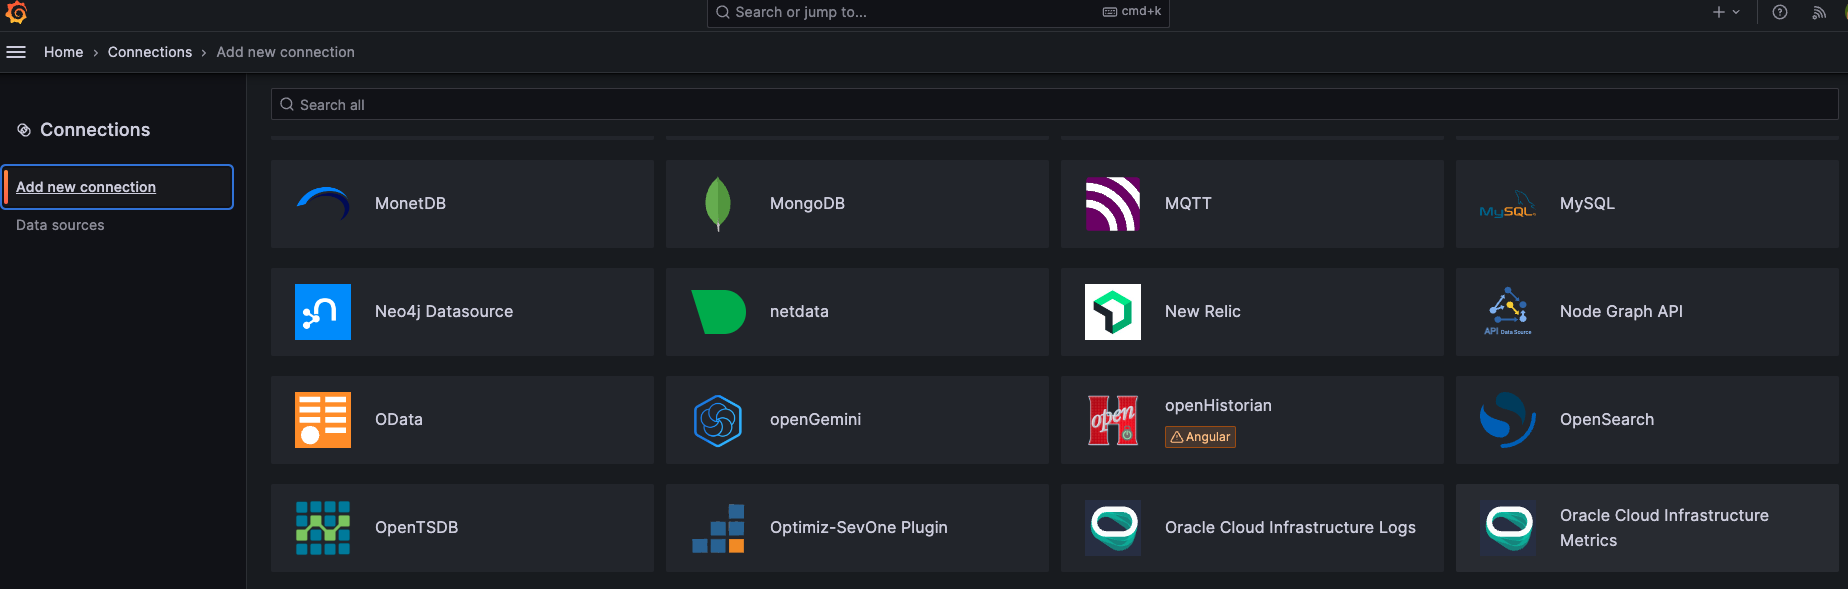 Search or jump to...
cmd+k
Home › Connections › Add new connection
Connections
Add new connection
Data sources
Search all
MonetDB
MongoDB
MQTT
MySQL
MySQL
Neo4j Datasource
netdata
New Relic
API Data Source
Node Graph API
OData
openGemini
open
openHistorian
Angular
OpenSearch
OpenTSDB
Optimiz-SevOne Plugin
Oracle Cloud Infrastructure Logs
Oracle Cloud Infrastructure
Metrics